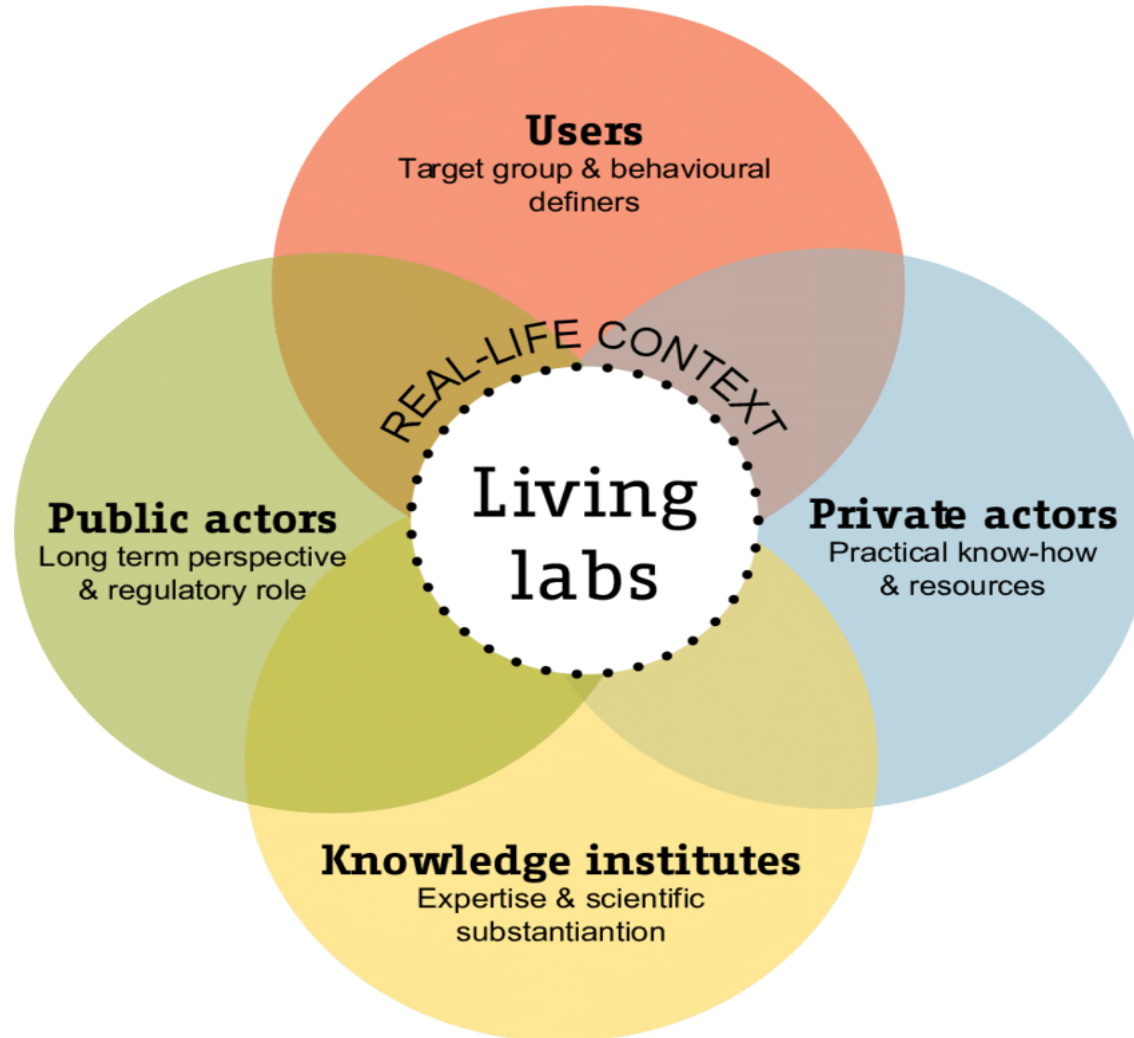 Users
Target group & behavioural
definers
REAL-LIFE CONTEXT
Living
labs
Public actors
Long term perspective
& regulatory role
Private actors
Practical know-how
& resources
Knowledge institutes
Expertise & scientific
substantiantion